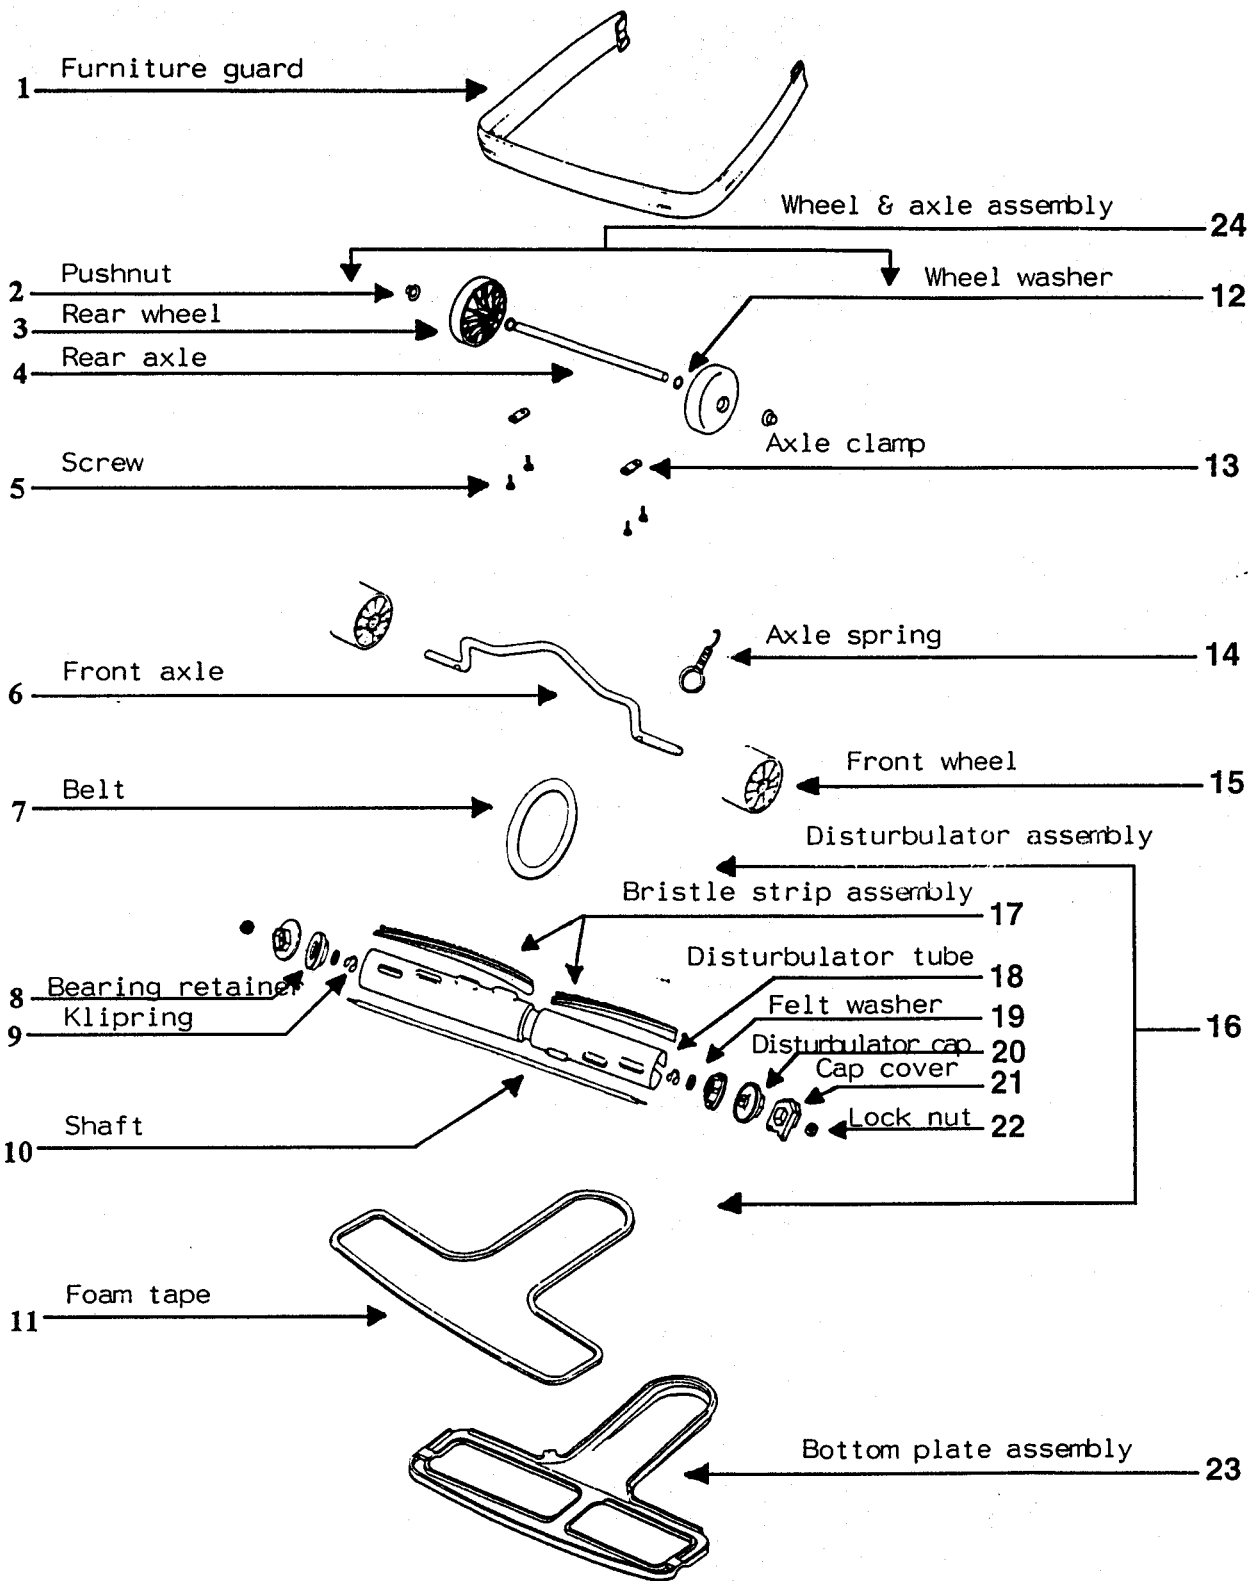 Furniture guard
1
Wheel & axle assembly
24
Pushnut
2
Wheel washer
12
Rear wheel
3
Rear axle
4
Axle clamp
13
Screw
5
Axle spring
14
Front axle
6
Front wheel
15
Belt
7
Disturbulator assembly
16
Bristle strip assembly
17
Disturbulator tube
18
Bearing retainer
8
Felt washer
19
Klipring
9
Disturbulator cap
20
Cap cover
21
Shaft
10
Lock nut
22
Foam tape
11
Bottom plate assembly
23